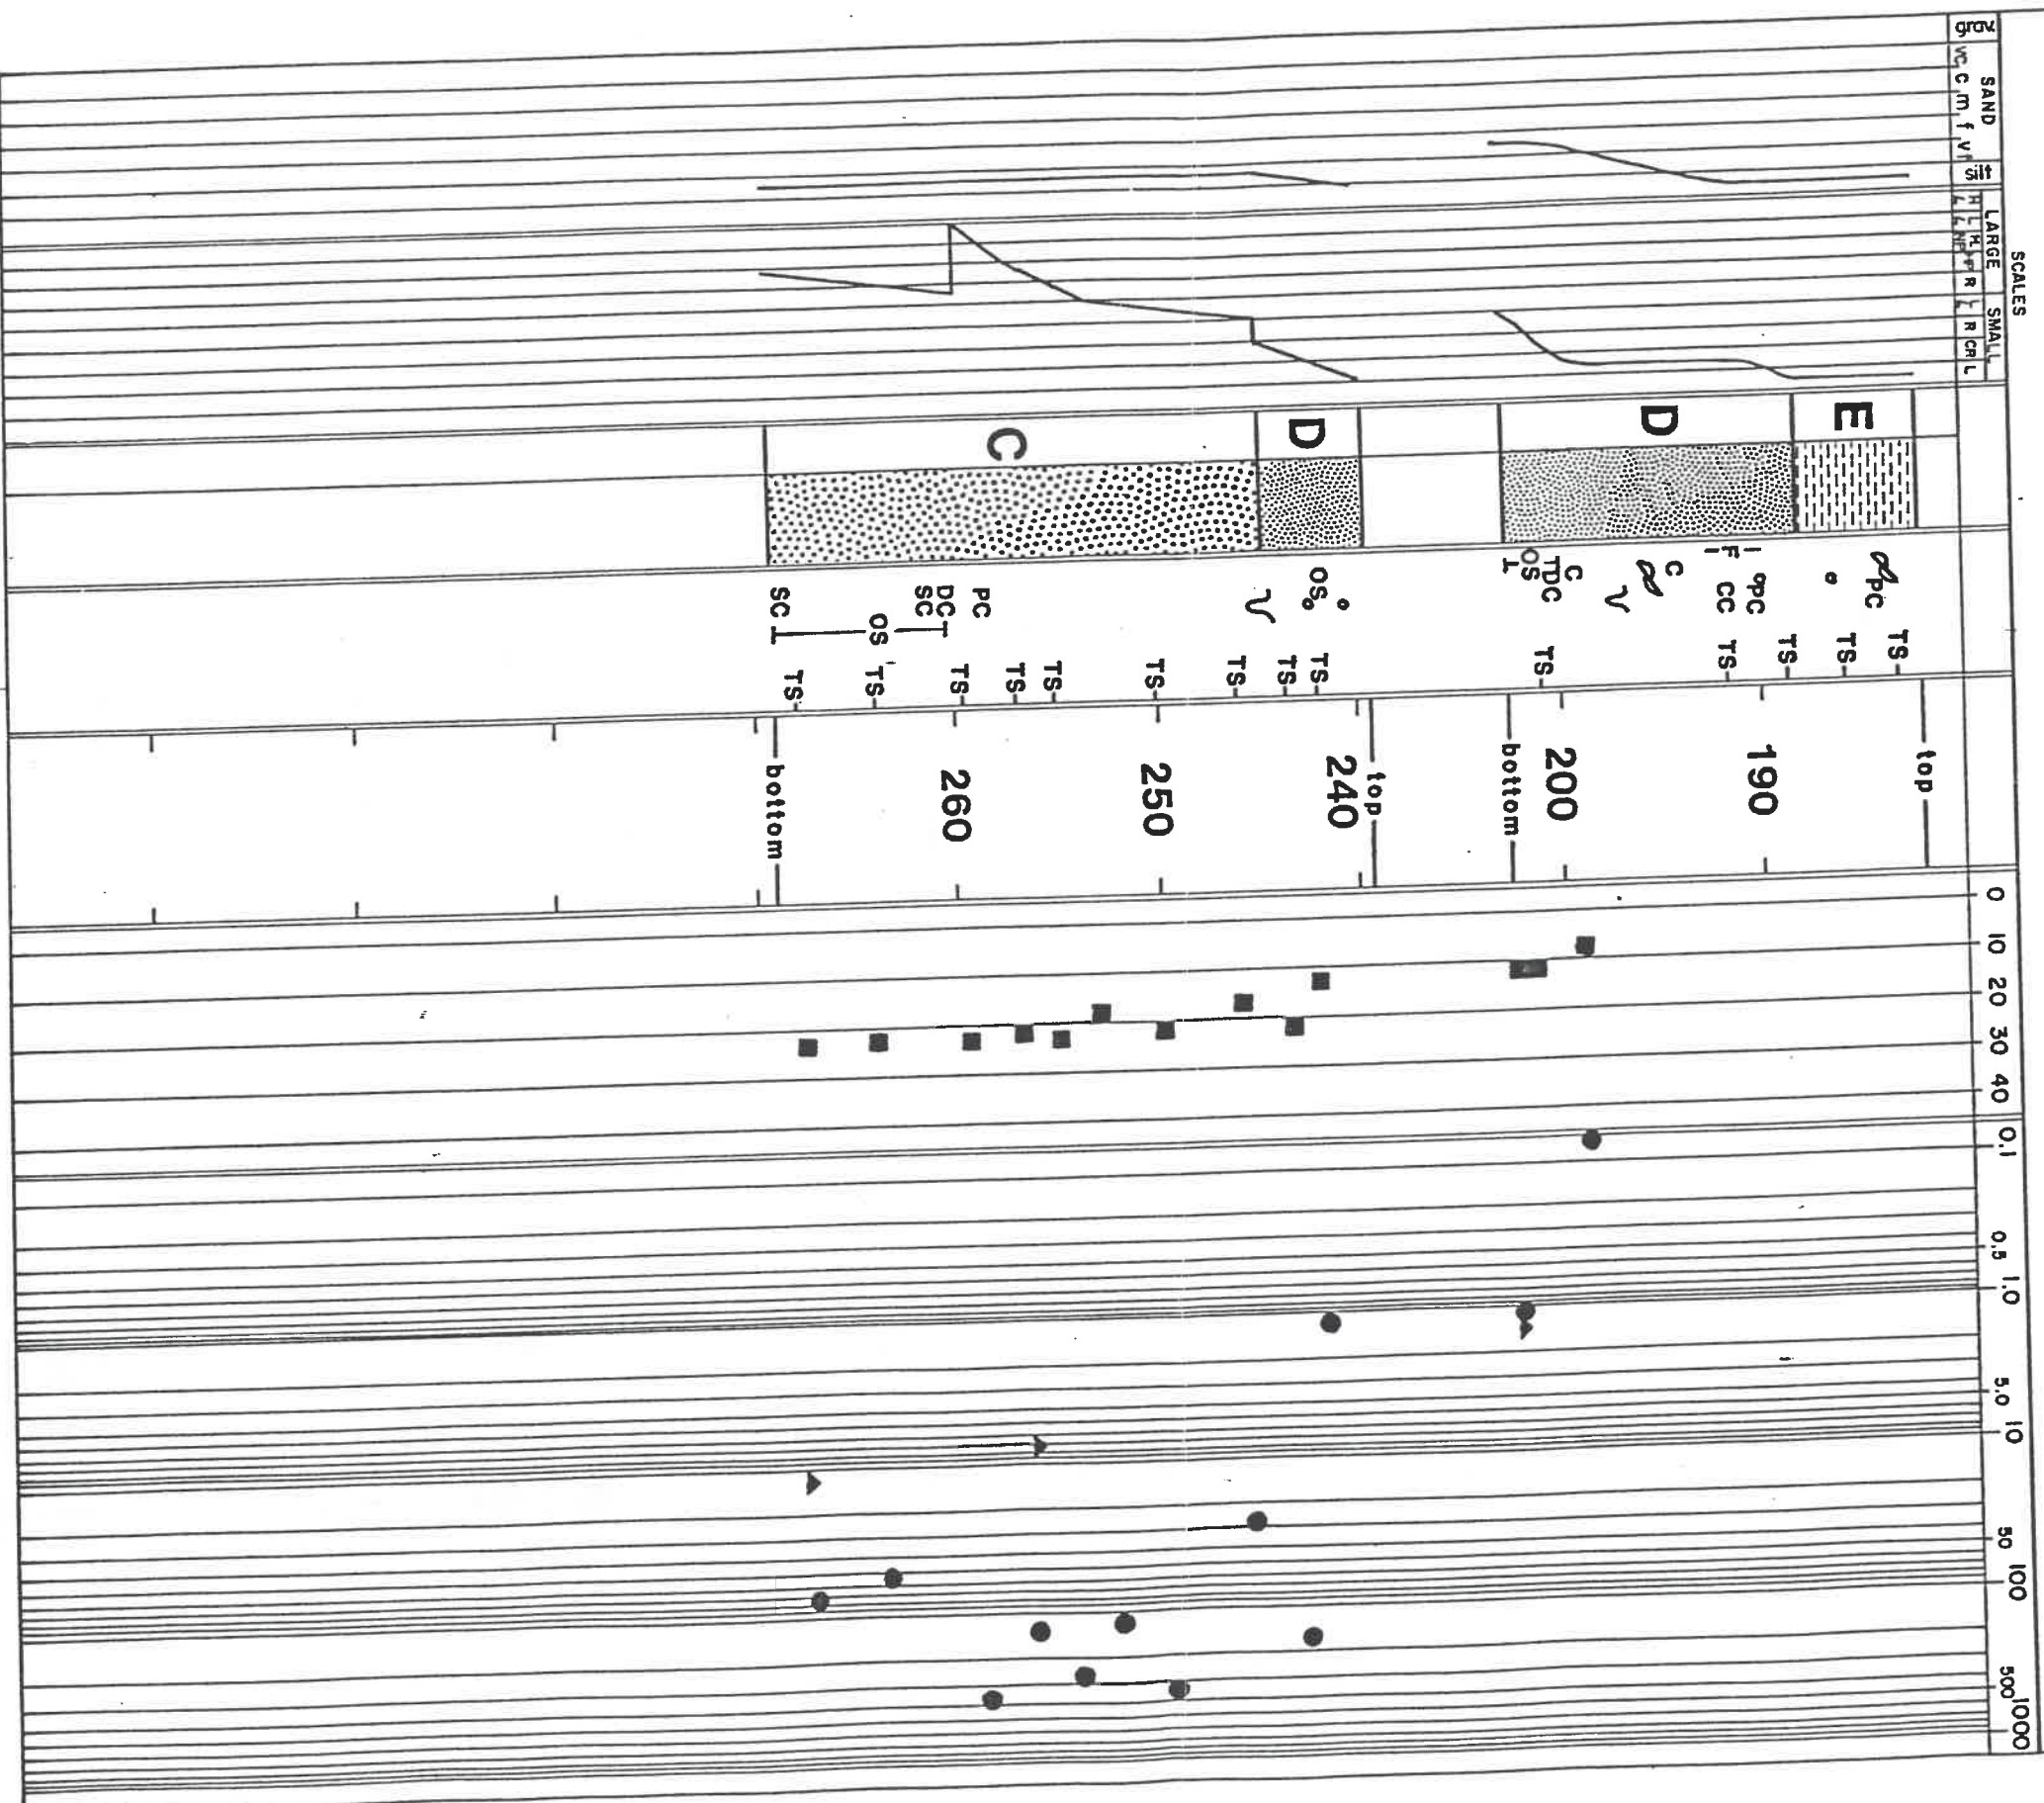 SCALES
SAND LARGE SMALL
grav vc c m f vf silt R L R CR L
E
D
D
C
PC
TS
TS
TS
PC
CC
F
TS
C
C
TDC
OS
TS
OS
TS
TS
TS
TS
TS
TS
PC
DC
SC
TS
OS
TS
SC
TS
top
190
200
bottom
top
240
250
260
bottom
0 10 20 30 40 0.1 0.5 1.0 5.0 10 50 100 500 1000